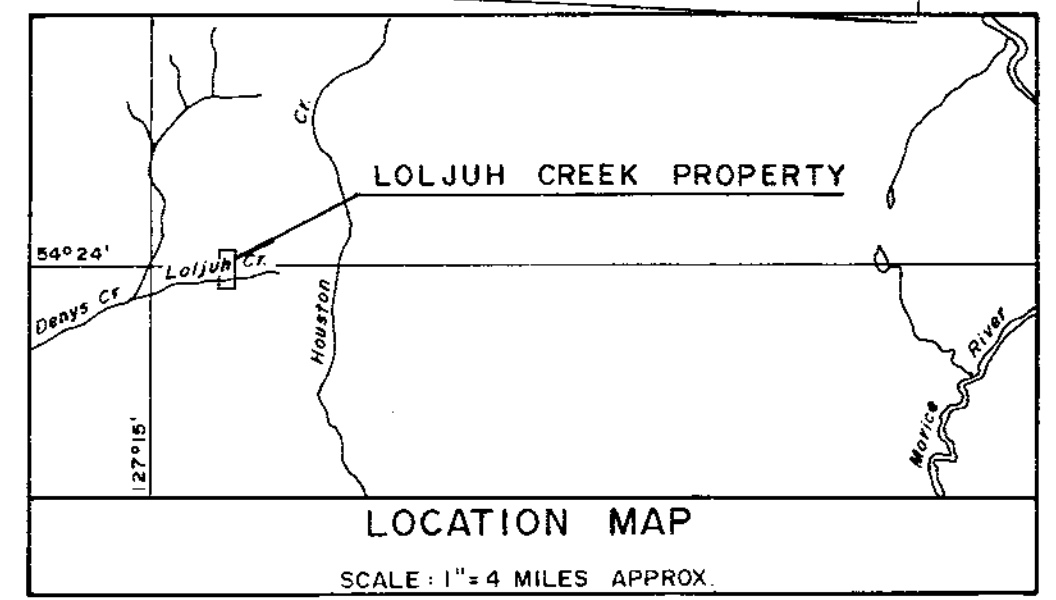 Cr.
LOLJUH CREEK PROPERTY
54°24'
Loljuh Cr.
Denys Cr
Houston
River
Morice
127°15'
LOCATION MAP
SCALE : 1"= 4 MILES APPROX.